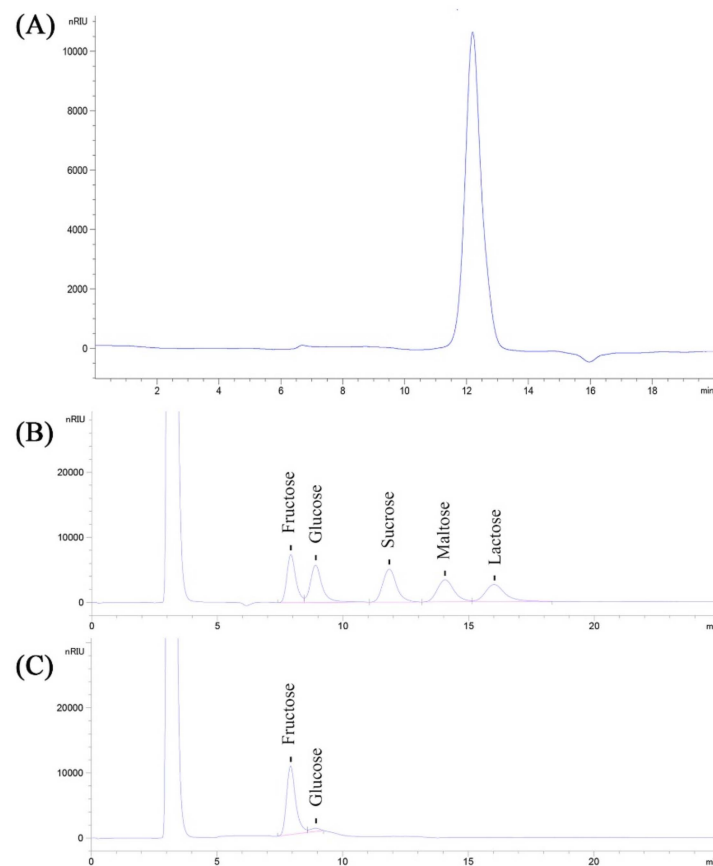 (A)
nRIU
10000
8000
6000
4000
2000
0
2 4 6 8 10 12 14 16 18 min
(B)
nRIU
20000
10000
0
Fructose
Glucose
Sucrose
Maltose
Lactose
0 5 10 15 20 m
(C)
nRIU
20000
10000
0
Fructose
Glucose
0 5 10 15 20 m